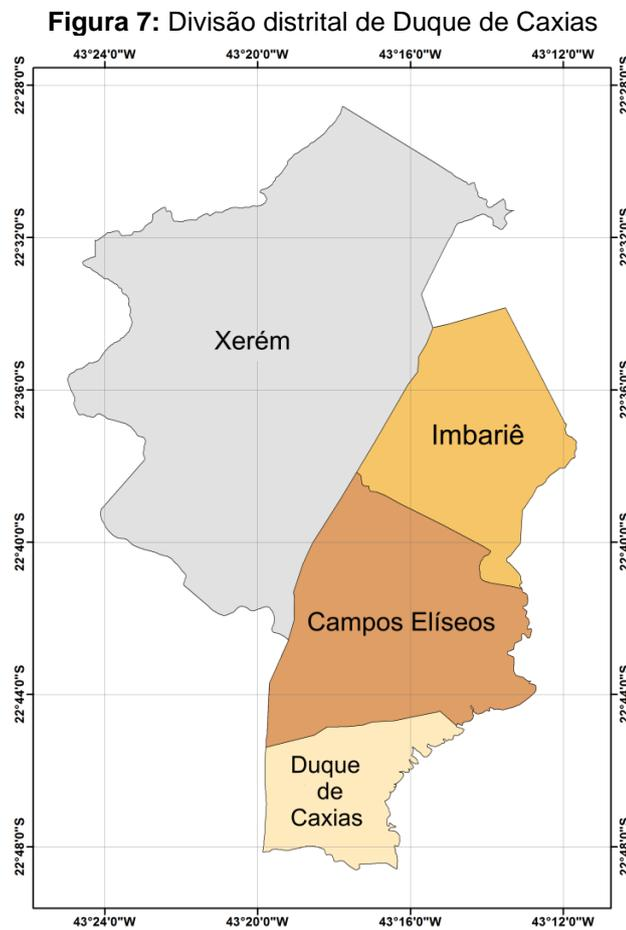 Figura 7: Divisão distrital de Duque de Caxias
43°24'0"W 43°20'0"W 43°16'0"W 43°12'0"W
22°28'0"S 22°28'0"S
22°32'0"S 22°32'0"S
Xerém
22°36'0"S 22°36'0"S
Imbariê
22°40'0"S 22°40'0"S
Campos Elíseos
22°44'0"S 22°44'0"S
Duque
de
Caxias
22°48'0"S 22°48'0"S
43°24'0"W 43°20'0"W 43°16'0"W 43°12'0"W